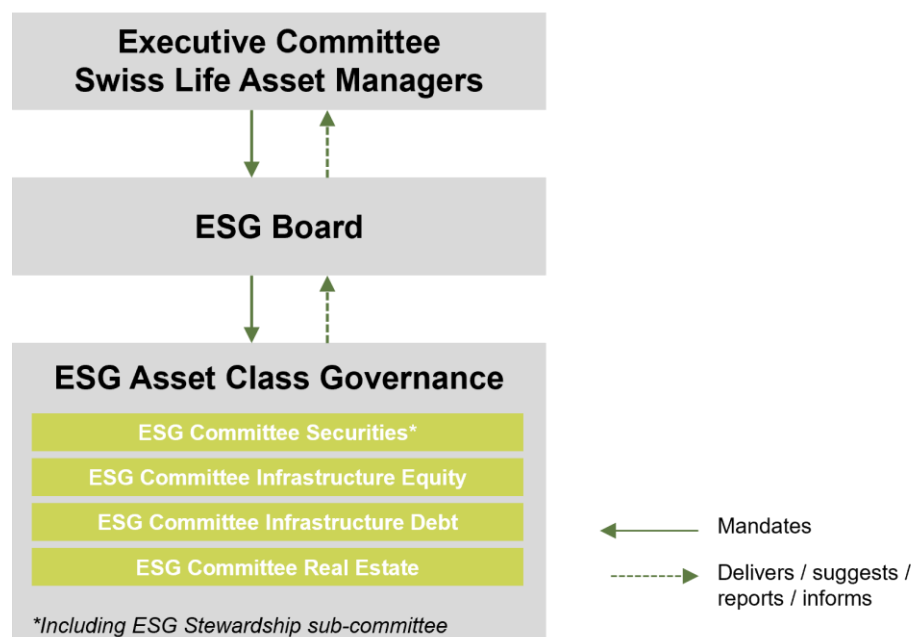 Executive Committee
Swiss Life Asset Managers
ESG Board
ESG Asset Class Governance
ESG Committee Securities*
ESG Committee Infrastructure Equity
ESG Committee Infrastructure Debt
ESG Committee Real Estate
*Including ESG Stewardship sub-committee
Mandates
Delivers / suggests /
reports / informs